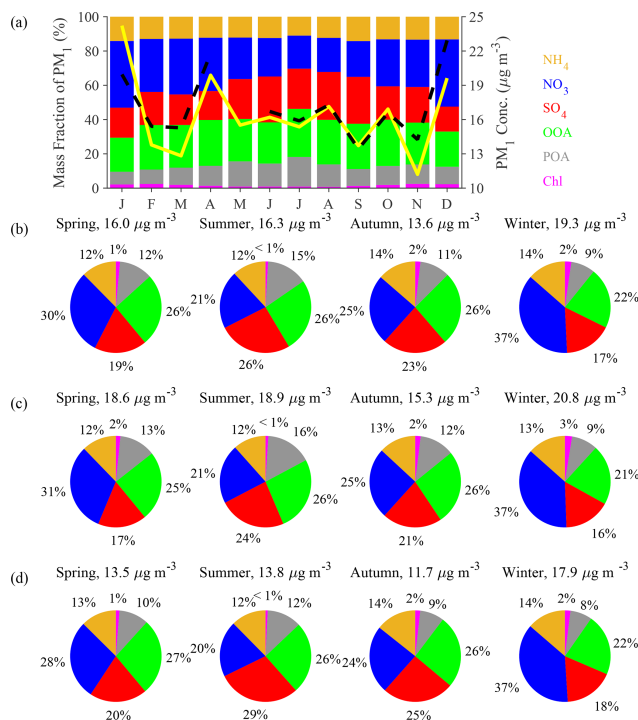 (a)
Mass Fraction of PM₁ (%)
100
80
60
40
20
0
J F M A M J J A S O N D
25
22
19
16
13
10
PM₁ Conc. (μg m⁻³)
NH₄
NO₃
SO₄
OOA
POA
Chl
(b)
Spring, 16.0 μg m⁻³
12% 1% 12%
30% 26%
19%
Summer, 16.3 μg m⁻³
12% < 1% 15%
21% 26%
26%
Autumn, 13.6 μg m⁻³
14% 2% 11%
25% 26%
23%
Winter, 19.3 μg m⁻³
14% 2% 9%
37% 22%
17%
(c)
Spring, 18.6 μg m⁻³
12% 2% 13%
31% 25%
17%
Summer, 18.9 μg m⁻³
12% < 1% 16%
21% 26%
24%
Autumn, 15.3 μg m⁻³
13% 2% 12%
25% 26%
21%
Winter, 20.8 μg m⁻³
13% 3% 9%
37% 21%
16%
(d)
Spring, 13.5 μg m⁻³
13% 1% 10%
28% 27%
20%
Summer, 13.8 μg m⁻³
12% < 1% 12%
20% 26%
29%
Autumn, 11.7 μg m⁻³
14% 2% 9%
24% 26%
25%
Winter, 17.9 μg m⁻³
14% 2% 8%
37% 22%
18%